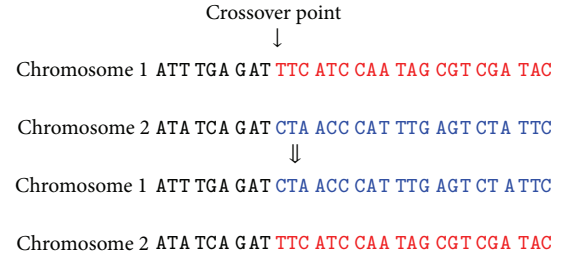 Crossover point
↓
Chromosome 1 ATT TGA GAT TTC ATC CAA TAG CGT CGA TAC
Chromosome 2 ATA TCA GAT CTA ACC CAT TTG AGT CTA TTC
⇓
Chromosome 1 ATT TGA GAT CTA ACC CAT TTG AGT CT ATTC
Chromosome 2 ATA TCA GAT TTC ATC CAA TAG CGT CGA TAC